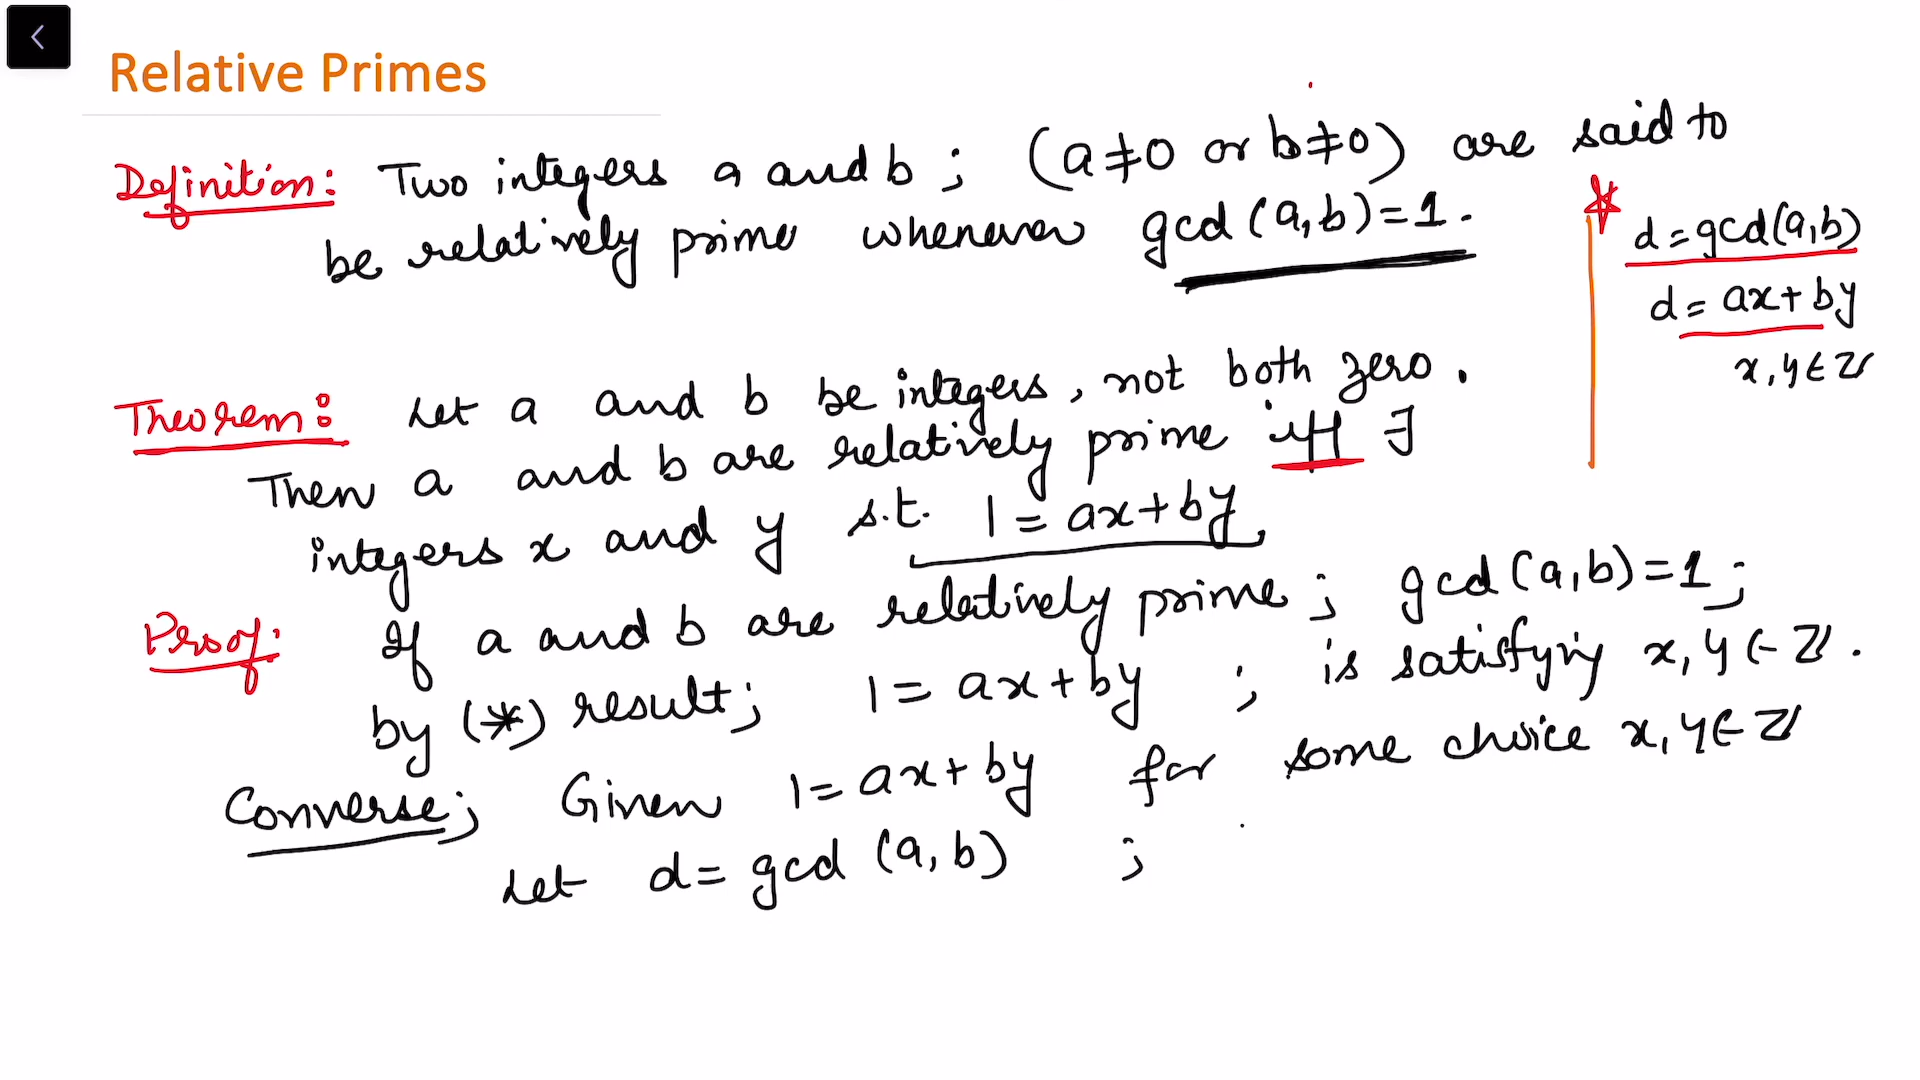 Relative Primes
Definition: Two integers a and b ; (a≠0 or b≠0) are said to
be relatively prime whenever gcd(a,b)=1.
* d=gcd(a,b)
d= ax+by
x,y∈ℤ
Theorem: Let a and b be integers, not both zero.
Then a and b are relatively prime iff ∃
integers x and y s.t. 1=ax+by.
Proof: If a and b are relatively prime; gcd(a,b)=1;
by (*) result; 1=ax+by ; is satisfying x,y∈ℤ.
Converse; Given 1=ax+by for some choice x,y∈ℤ
Let d=gcd(a,b) ;